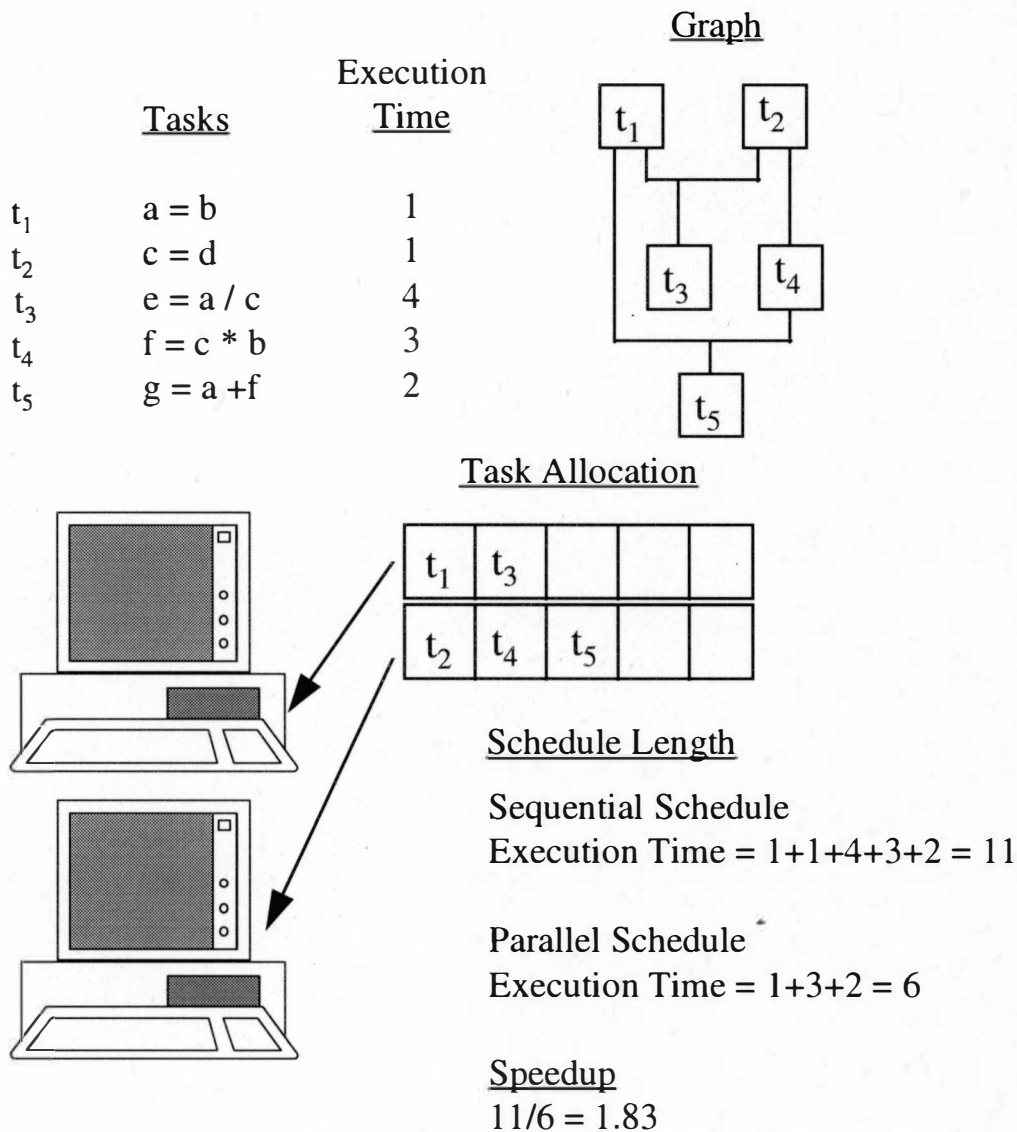 Graph
Execution
Tasks Time
t₁ a = b 1
t₂ c = d 1
t₃ e = a / c 4
t₄ f = c * b 3
t₅ g = a +f 2
t₁ t₂
t₃ t₄
t₅
Task Allocation
t₁ t₃
t₂ t₄ t₅
Schedule Length
Sequential Schedule
Execution Time = 1+1+4+3+2 = 11
Parallel Schedule
Execution Time = 1+3+2 = 6
Speedup
11/6 = 1.83